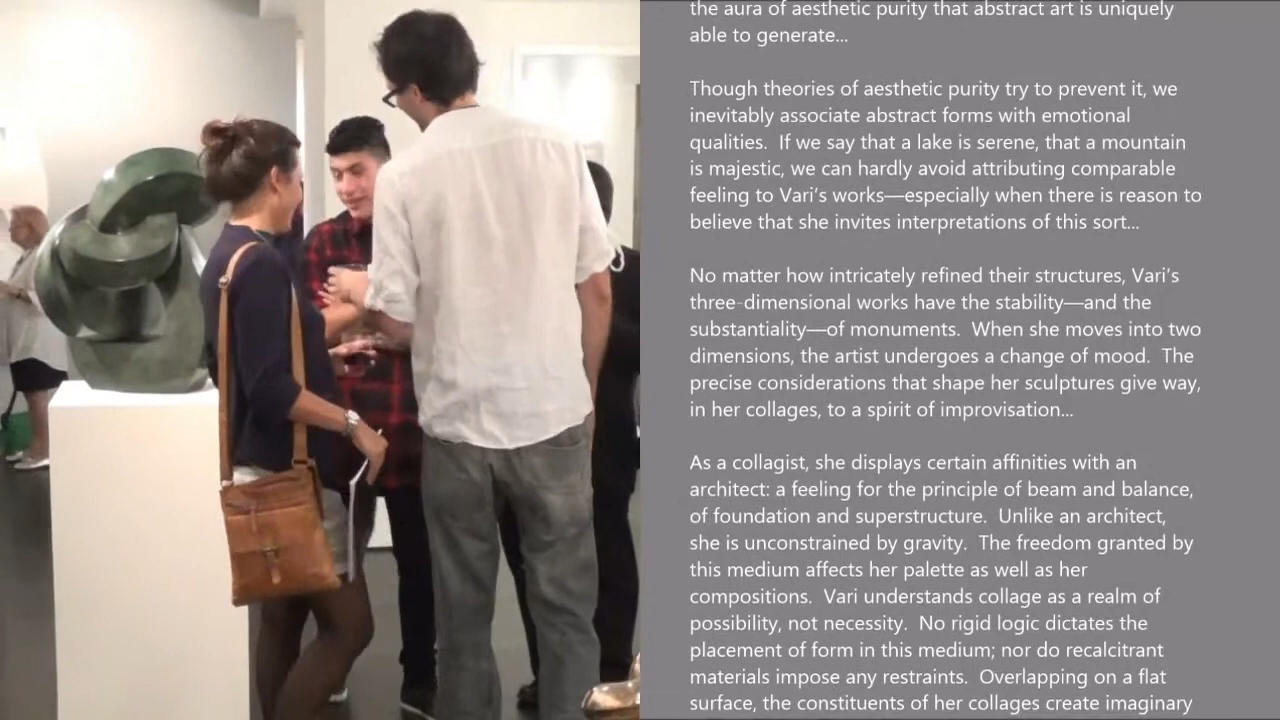 the aura of aesthetic purity that abstract art is uniquely
able to generate...
Though theories of aesthetic purity try to prevent it, we
inevitably associate abstract forms with emotional
qualities.  If we say that a lake is serene, that a mountain
is majestic, we can hardly avoid attributing comparable
feeling to Vari's works—especially when there is reason to
believe that she invites interpretations of this sort...
No matter how intricately refined their structures, Vari's
three-dimensional works have the stability—and the
substantiality—of monuments.  When she moves into two
dimensions, the artist undergoes a change of mood.  The
precise considerations that shape her sculptures give way,
in her collages, to a spirit of improvisation...
As a collagist, she displays certain affinities with an
architect: a feeling for the principle of beam and balance,
of foundation and superstructure.  Unlike an architect,
she is unconstrained by gravity.  The freedom granted by
this medium affects her palette as well as her
compositions.  Vari understands collage as a realm of
possibility, not necessity.  No rigid logic dictates the
placement of form in this medium; nor do recalcitrant
materials impose any restraints.  Overlapping on a flat
surface, the constituents of her collages create imaginary